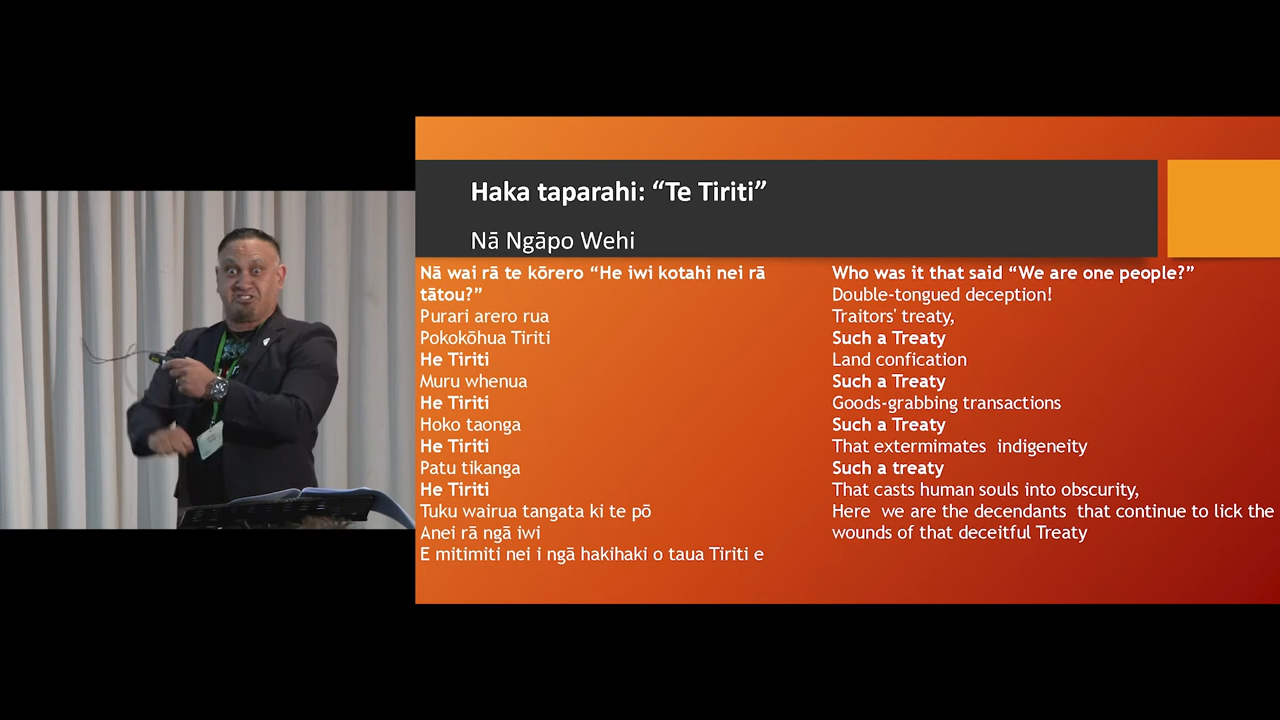 Haka taparahi: “Te Tiriti”
Nā Ngāpo Wehi
Nā wai rā te kōrero “He iwi kotahi nei rā
tātou?”
Purari arero rua
Pokokōhua Tiriti
He Tiriti
Muru whenua
He Tiriti
Hoko taonga
He Tiriti
Patu tikanga
He Tiriti
Tuku wairua tangata ki te pō
Anei rā ngā iwi
E mitimiti nei i ngā hakihaki o taua Tiriti e
Who was it that said “We are one people?”
Double-tongued deception!
Traitors' treaty,
Such a Treaty
Land confication
Such a Treaty
Goods-grabbing transactions
Such a Treaty
That extermimates  indigeneity
Such a treaty
That casts human souls into obscurity,
Here  we are the decendants  that continue to lick the
wounds of that deceitful Treaty